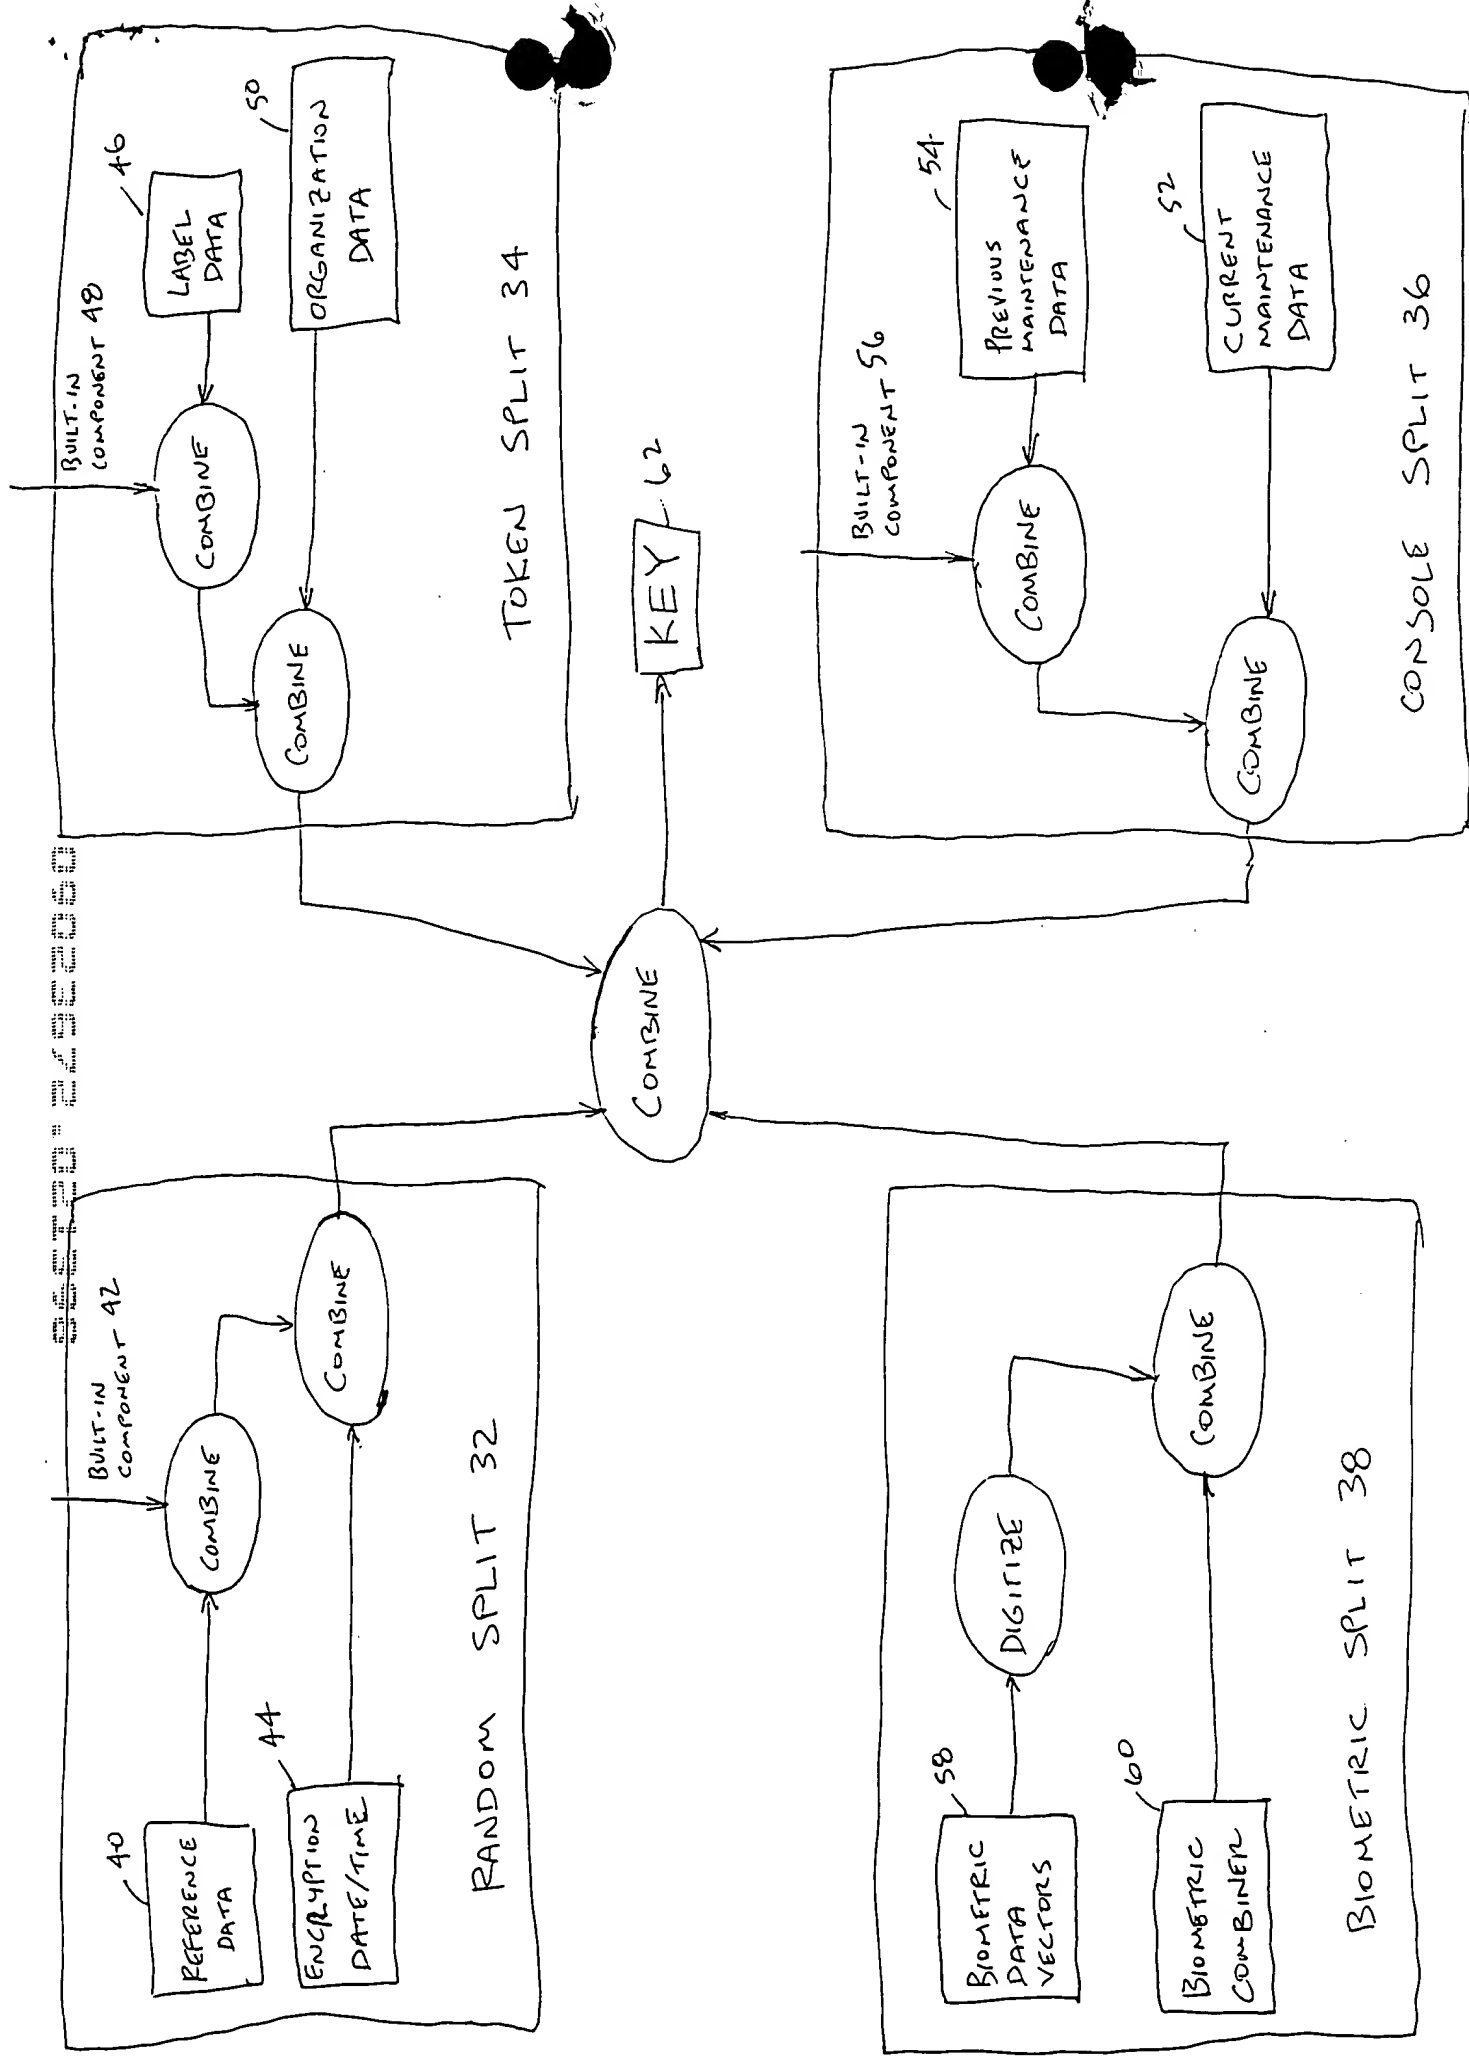 09023672.021398
BUILT-IN
COMPONENT 42
40
REFERENCE
DATA
COMBINE
44
ENCRYPTION
DATE/TIME
COMBINE
RANDOM SPLIT 32
BUILT-IN
COMPONENT 48
46
LABEL
DATA
COMBINE
50
ORGANIZATION
DATA
COMBINE
TOKEN SPLIT 34
COMBINE
KEY
62
58
BIOMETRIC
DATA
VECTORS
DIGITIZE
60
BIOMETRIC
COMBINER
COMBINE
BIOMETRIC SPLIT 38
BUILT-IN
COMPONENT 56
54
PREVIOUS
MAINTENANCE
DATA
COMBINE
52
CURRENT
MAINTENANCE
DATA
COMBINE
CONSOLE SPLIT 36